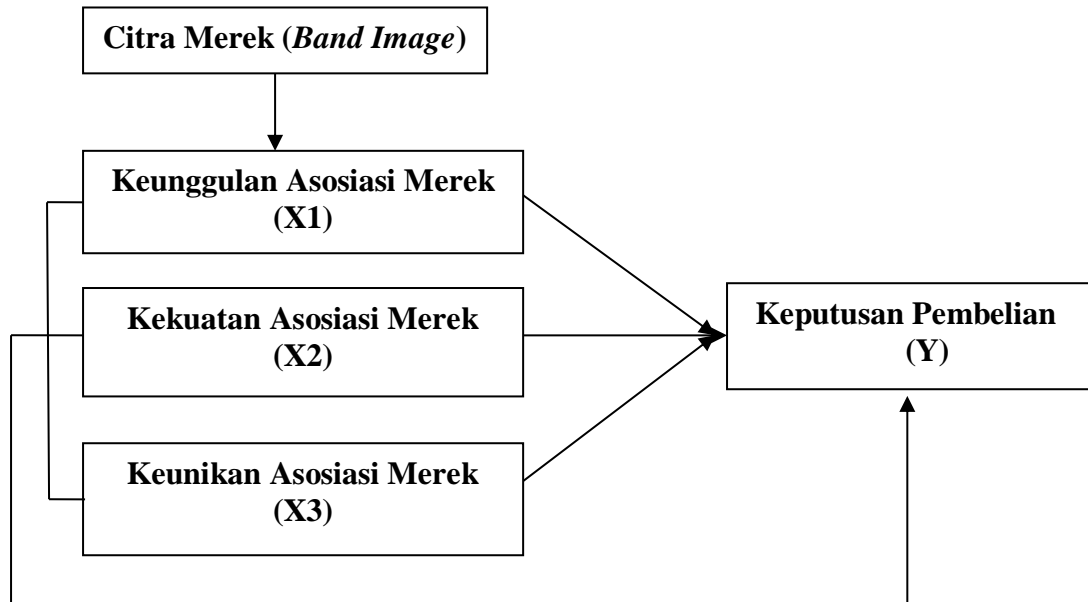 Citra Merek (Band Image)
Keunggulan Asosiasi Merek
(X1)
Kekuatan Asosiasi Merek
(X2)
Keputusan Pembelian
(Y)
Keunikan Asosiasi Merek
(X3)